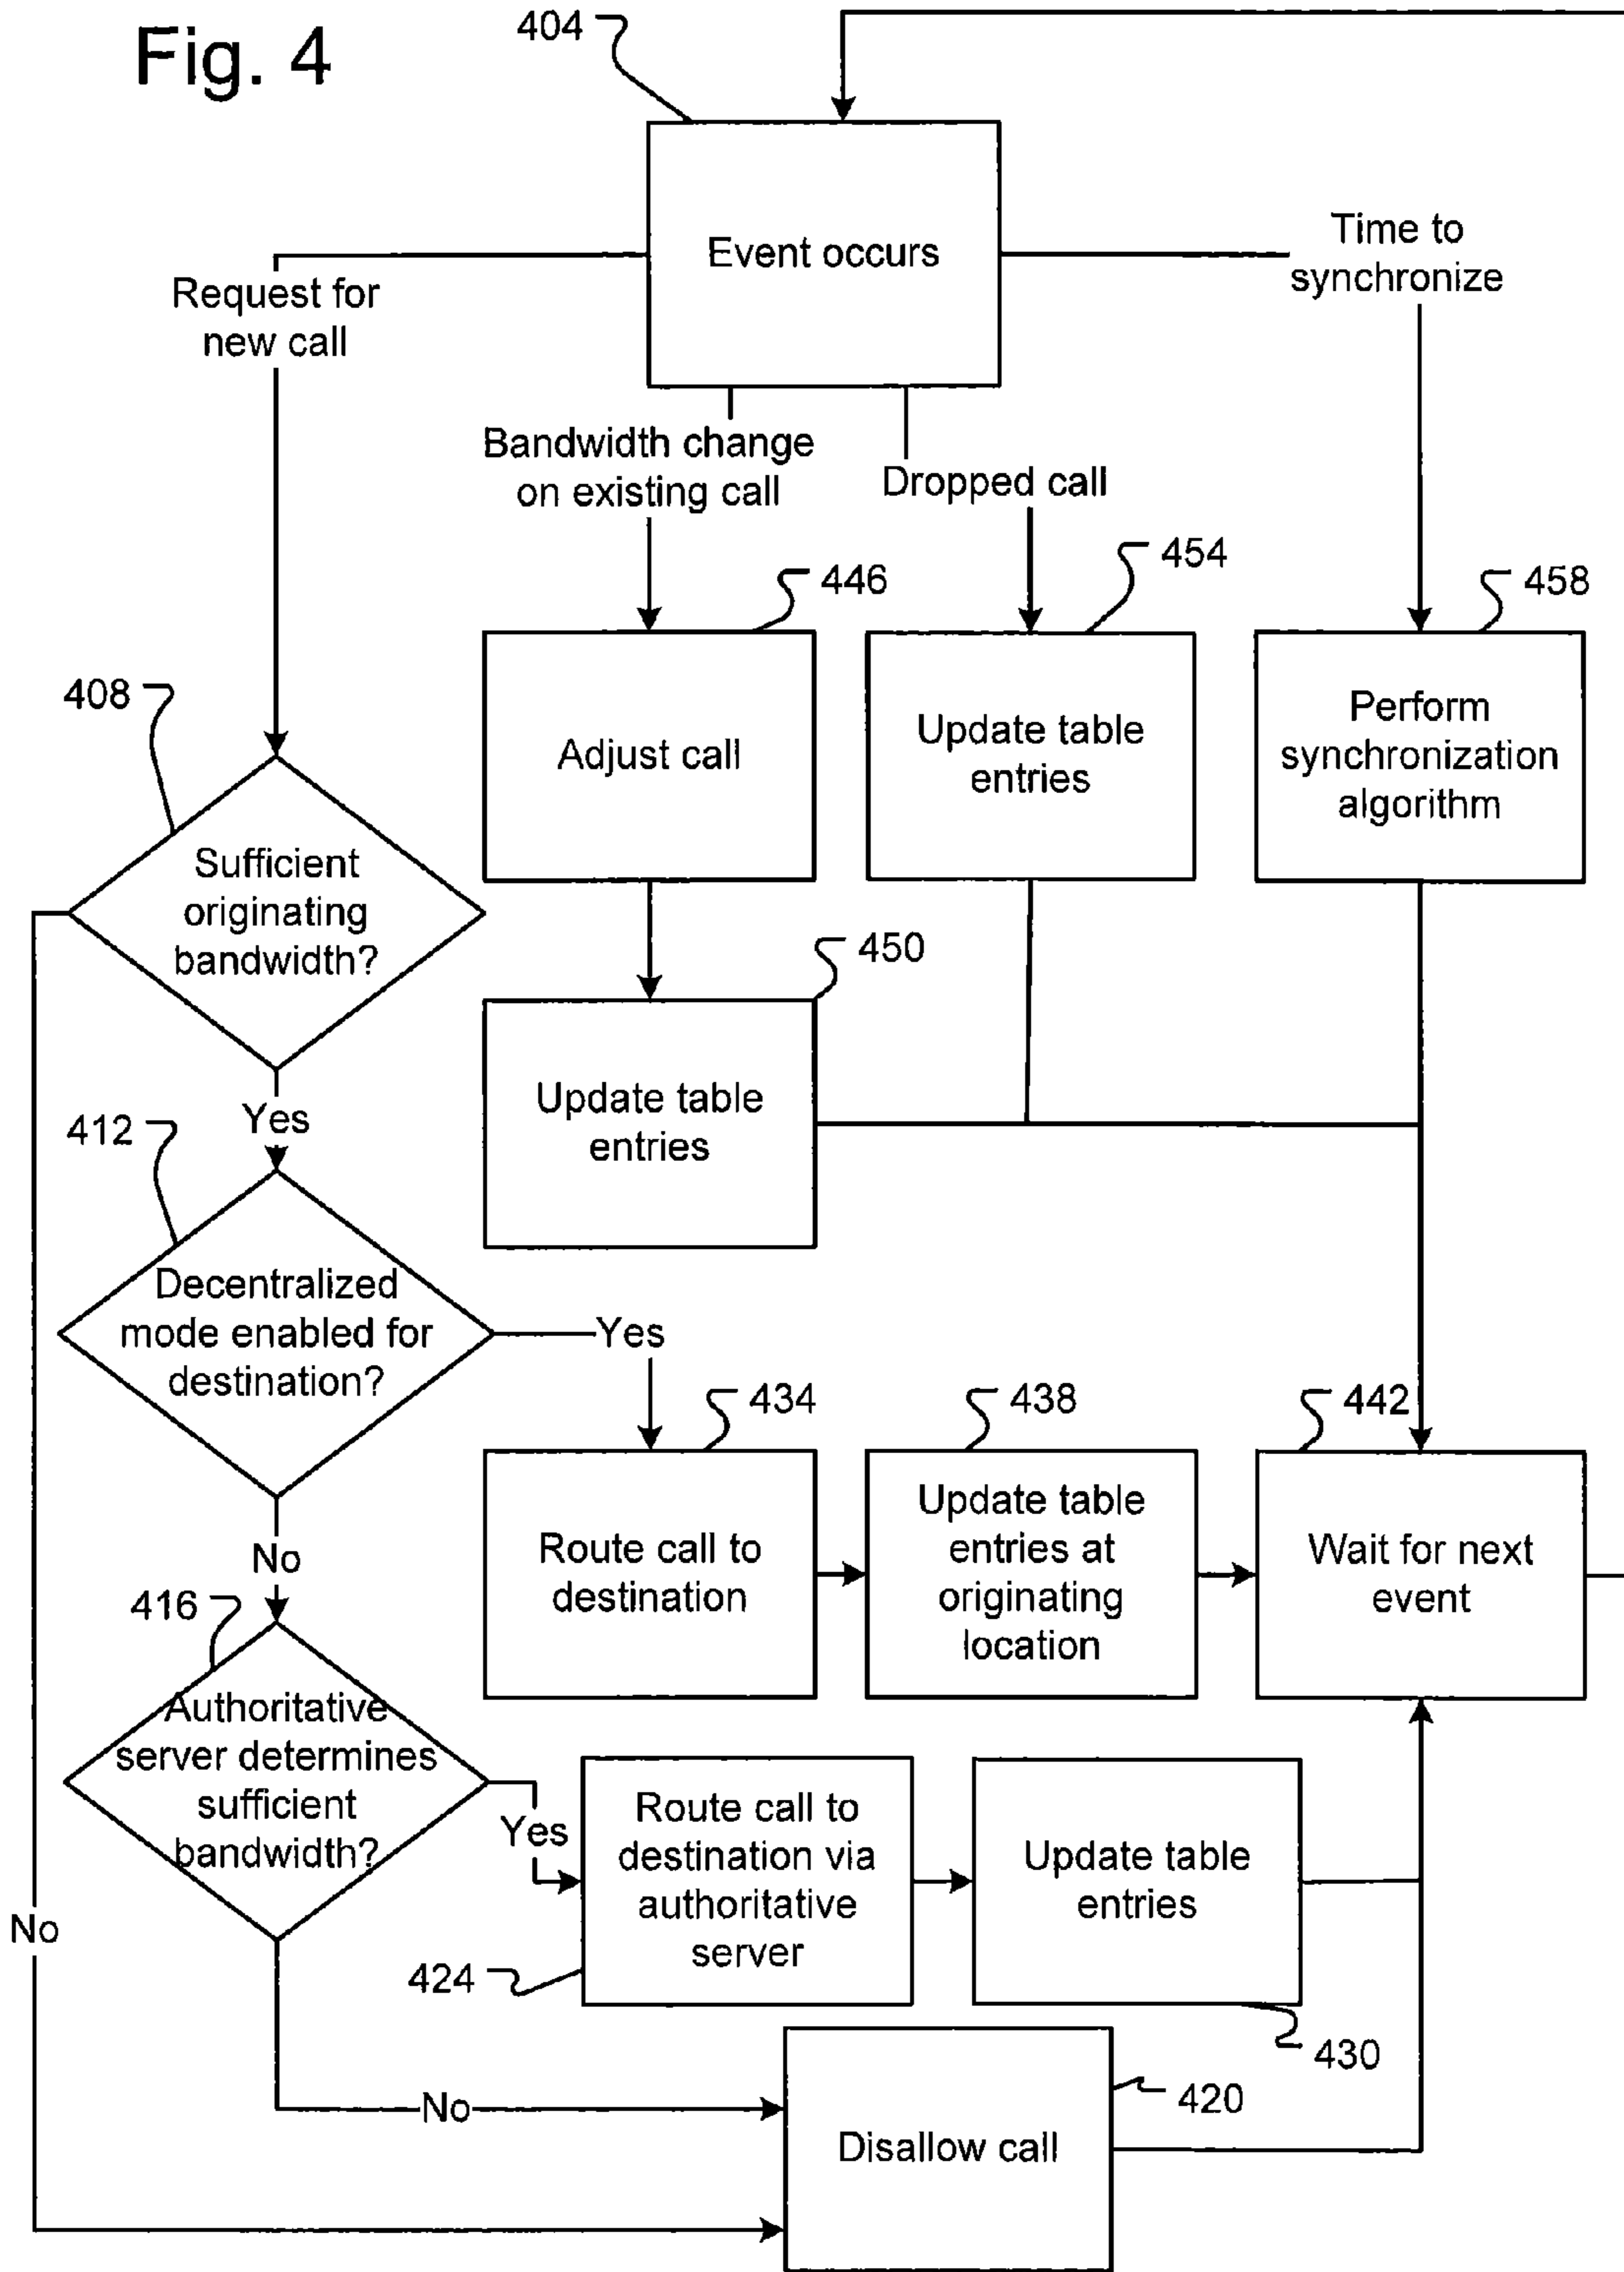 Fig. 4
404
Event occurs
Time to
synchronize
Request for
new call
Bandwidth change
on existing call
Dropped call
446
454
458
408
Adjust call
Update table
entries
Perform
synchronization
algorithm
Sufficient
originating
bandwidth?
450
Yes
412
Update table
entries
Decentralized
mode enabled for
destination?
Yes
434
438
442
No
Route call to
destination
Update table
entries at
originating
location
Wait for next
event
416
Authoritative
server determines
sufficient
bandwidth?
Yes
Route call to
destination via
authoritative
server
Update table
entries
No
424
430
420
No
Disallow call